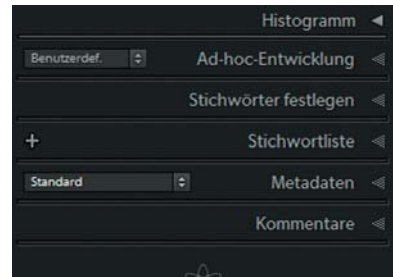 Histogramm
Benutzerdef. Ad-hoc-Entwicklung
Stichwörter festlegen
+ Stichwortliste
Standard Metadaten
Kommentare